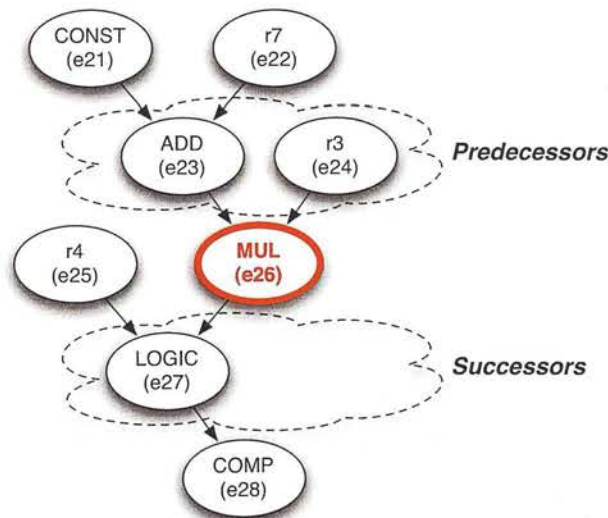 CONST
(e21)
r7
(e22)
ADD
(e23)
r3
(e24)
Predecessors
r4
(e25)
MUL
(e26)
LOGIC
(e27)
Successors
COMP
(e28)